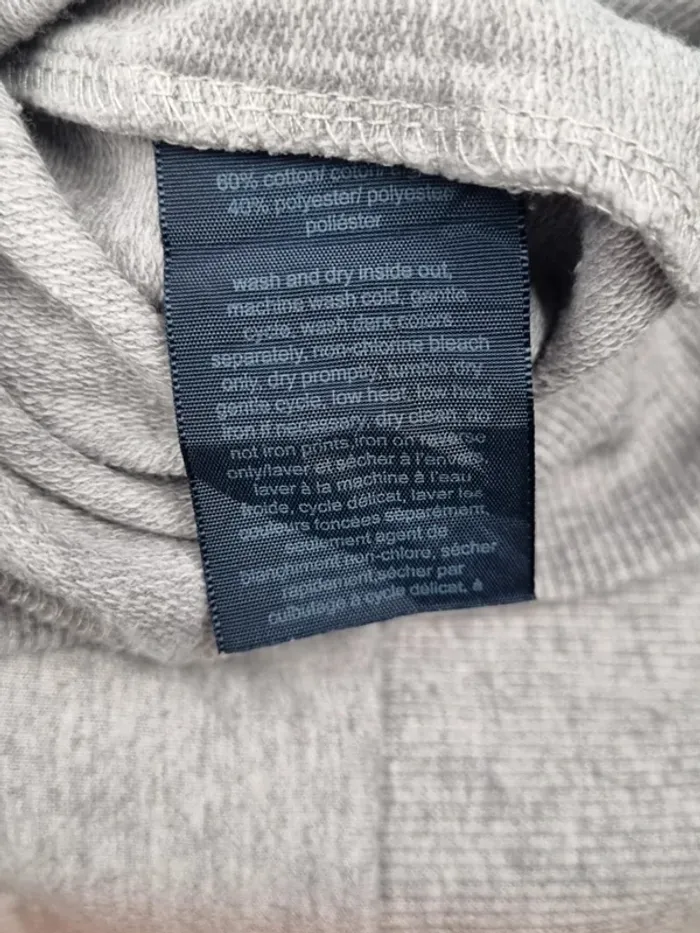 60% cotton/ coton/
40% polyester/ polyester/
poliéster
wash and dry inside out,
machine wash cold, gentle
cycle, wash dark colors
separately, non-chlorine bleach
only, dry promptly, tumble dry
gentle cycle, low heat, low heat
iron if necessary, dry clean, do
not iron prints, iron on reverse
only/laver et sécher à l'envers,
laver à la machine à l'eau
froide, cycle délicat, laver les
couleurs foncées séparément,
seulement agent de
blanchiment non-chlore, sécher
rapidement, sécher par
culbutage à cycle délicat, à